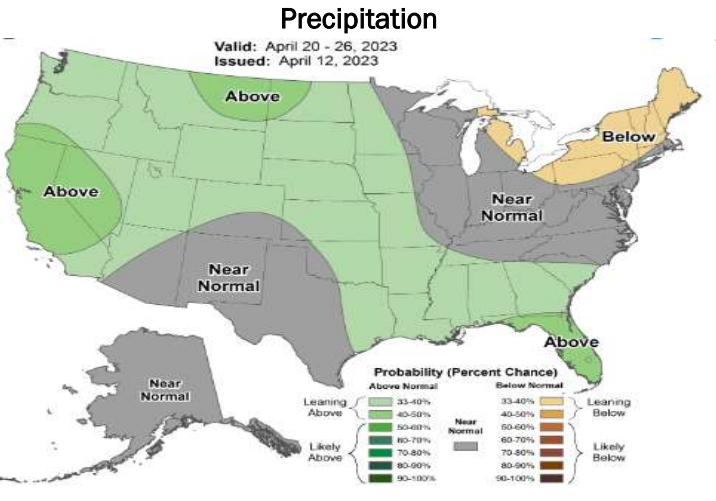 Precipitation
Valid: April 20 - 26, 2023
Issued: April 12, 2023
Above
Below
Above
Near
Normal
Near
Normal
Above
Near
Normal
Probability (Percent Chance)
Above Normal
Below Normal
Leaning
Above
33-40%
40-50%
Likely
Above
50-60%
60-70%
70-80%
80-90%
90-100%
Near
Normal
33-40%
40-50%
Leaning
Below
50-60%
60-70%
70-80%
80-90%
90-100%
Likely
Below